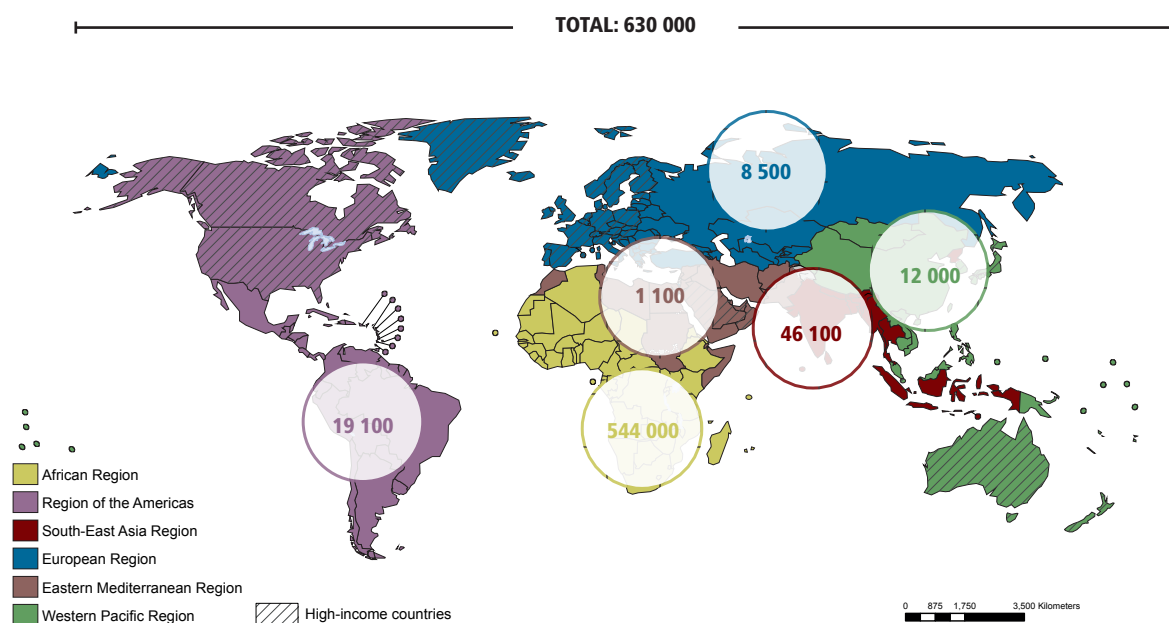 TOTAL: 630 000
8 500
12 000
1 100
46 100
19 100
544 000
African Region
Region of the Americas
South-East Asia Region
European Region
Eastern Mediterranean Region
Western Pacific Region
High-income countries
0 875 1,750 3,500 Kilometers